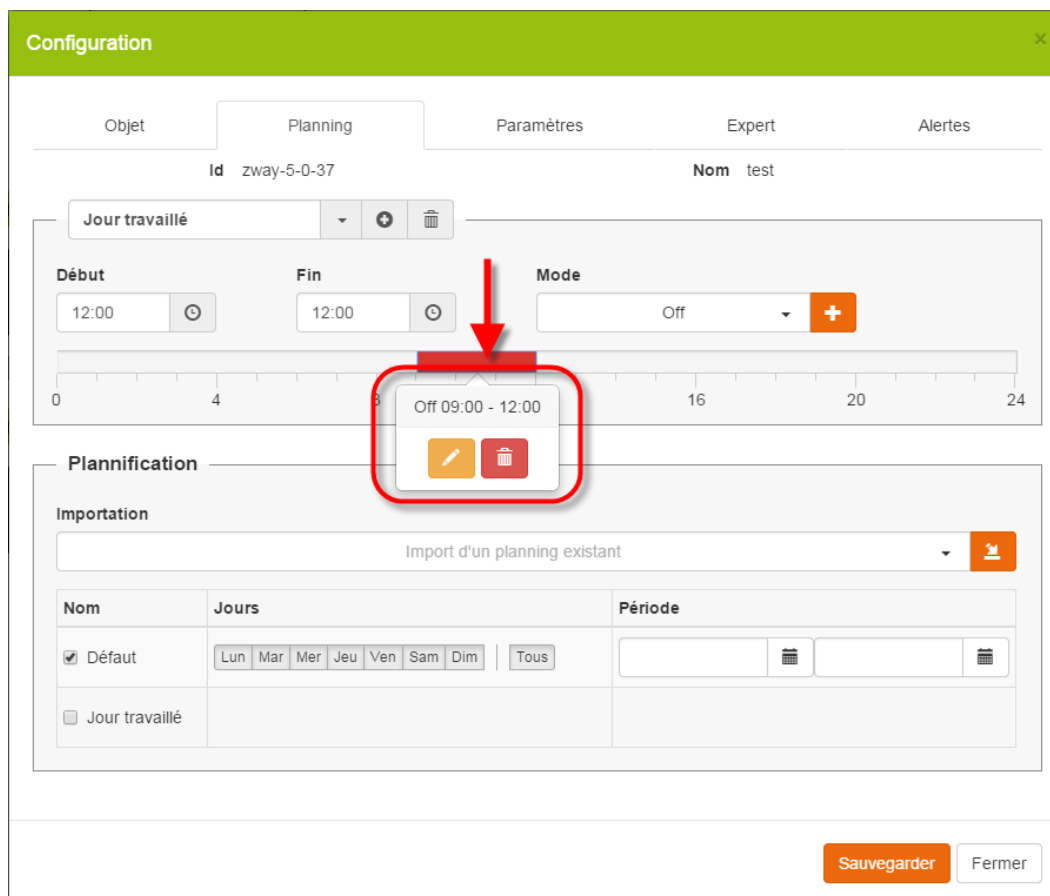 Configuration ×
Objet Planning Paramètres Expert Alertes
Id zway-5-0-37 Nom test
Jour travaillé
Début Fin Mode
12:00 12:00 Off
0 4 8 16 20 24
Off 09:00 - 12:00
Plannification
Importation
Import d'un planning existant
Nom Jours Période
Défaut Lun Mar Mer Jeu Ven Sam Dim Tous
Jour travaillé
Sauvegarder Fermer